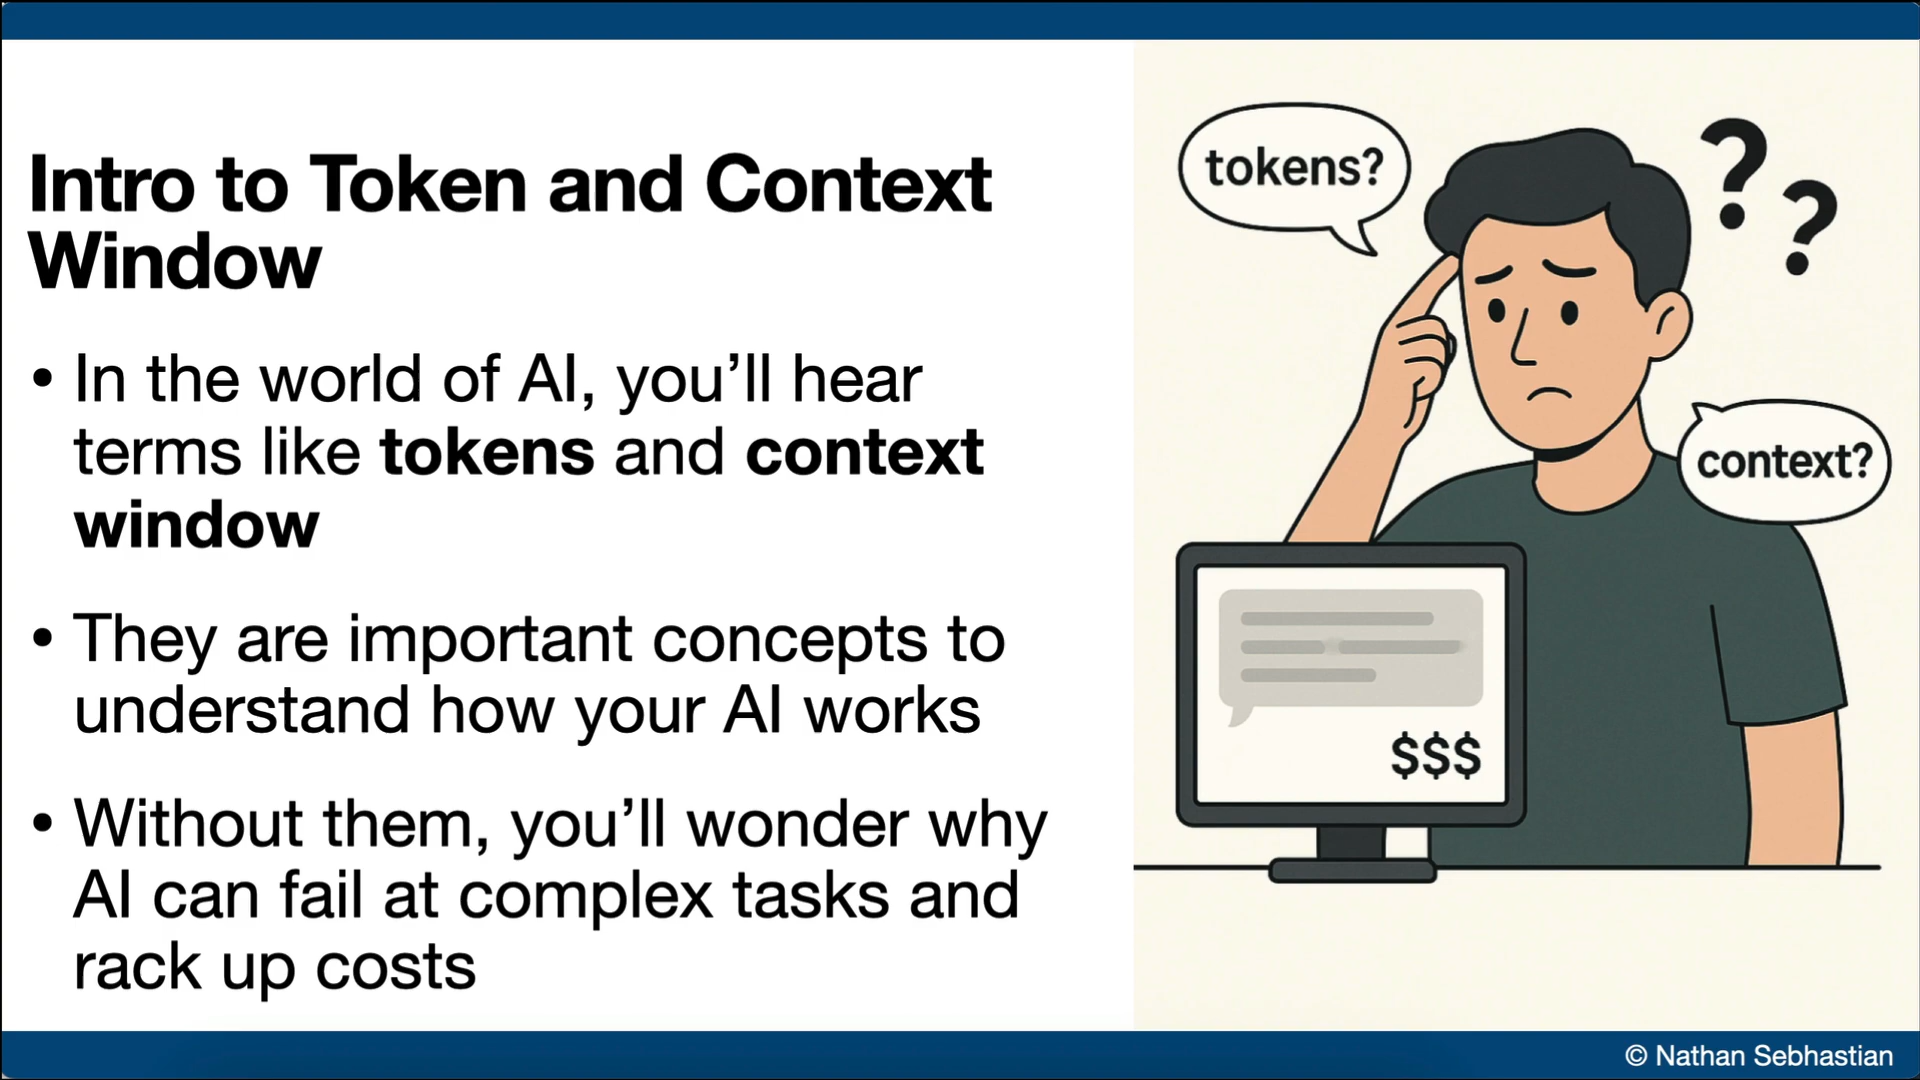 Intro to Token and Context
Window
• In the world of AI, you’ll hear
terms like tokens and context
window
• They are important concepts to
understand how your AI works
• Without them, you’ll wonder why
AI can fail at complex tasks and
rack up costs
tokens?
??
context?
$$$
© Nathan Sebhastian